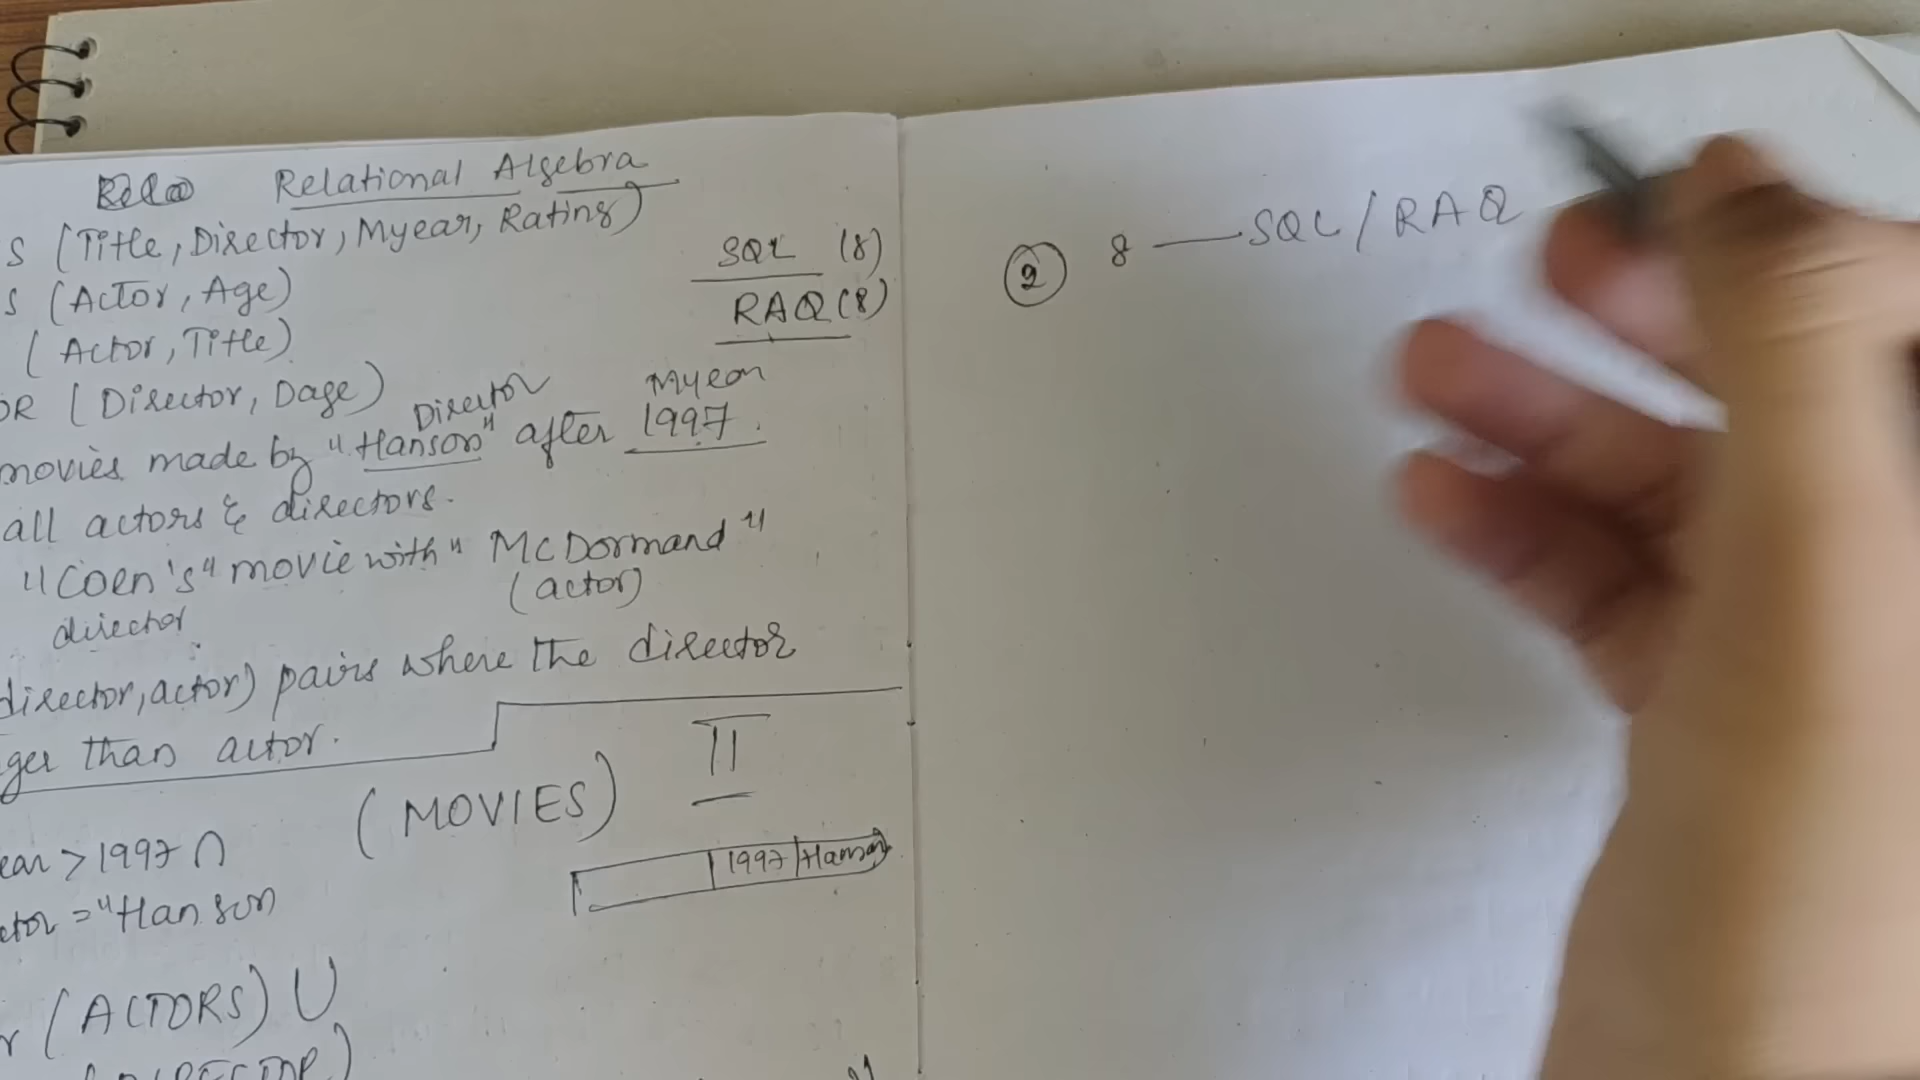 Relational Algebra
S (Title, Director, Myear, Rating)
S (Actor, Age)
(Actor, Title)
OR (Director, Dage)
SQL (8)
RAQ (8)
Director
Myear
movies made by "Hanson" after 1997.
all actors & directors.
"Coen's" movie with "McDormand"
director
(actor)
director, actor) pairs where the director
ger than actor.
(MOVIES) π
ear > 1997 ∩
1997 Hanson
ctor = "Hanson
r (ACTORS) ∪
(DIRECTOR)
② 8 — SQL / RAQ